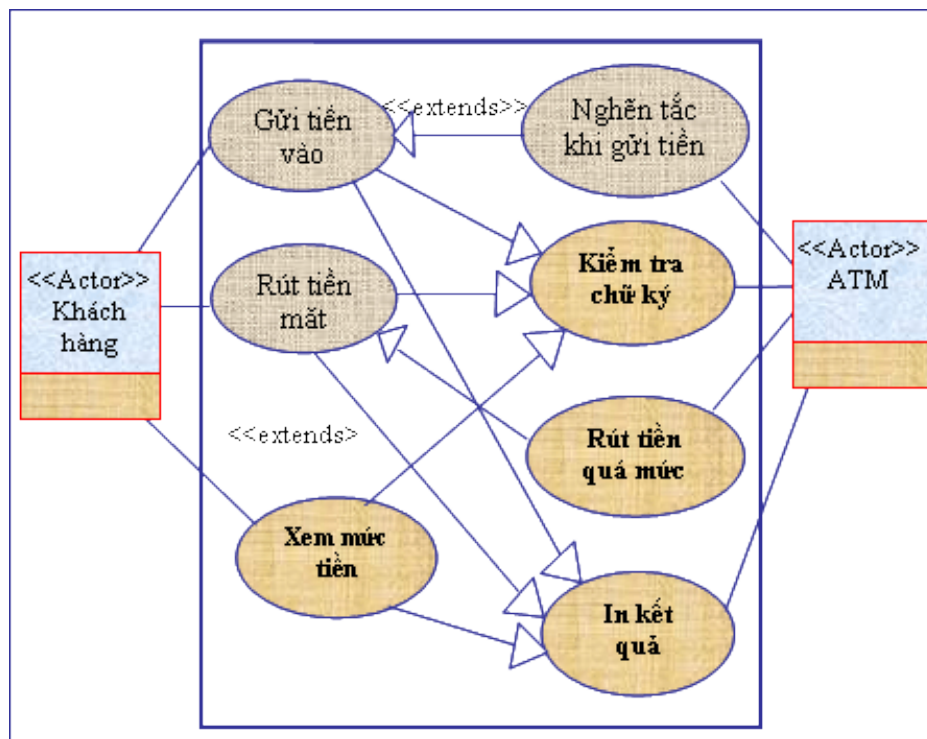 Gửi tiền
vào
<<extends>>
Nghẽn tắc
khi gửi tiền
<<Actor>>
Khách
hàng
Rút tiền
mắt
Kiểm tra
chữ ký
<<Actor>>
ATM
<<extends>
Rút tiền
quá mức
Xem mức
tiền
In kết
quả